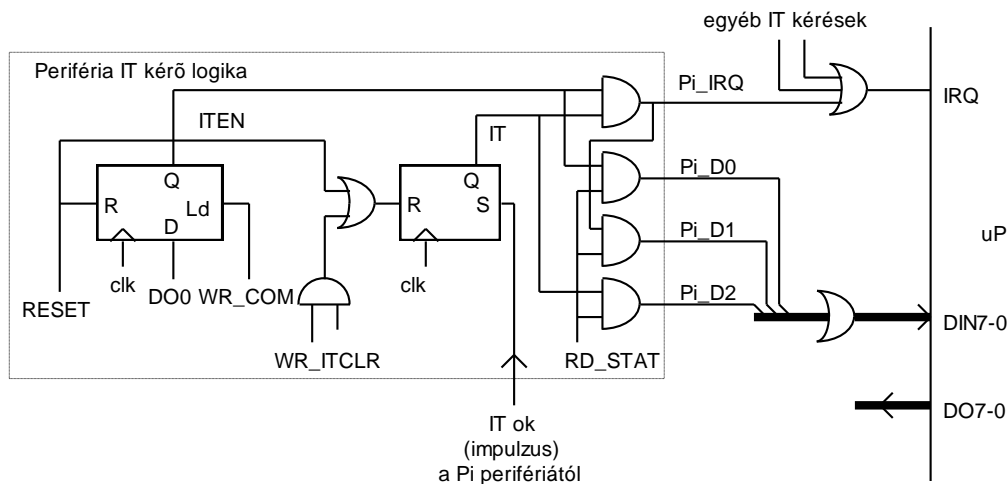 egyéb IT kérések
Periféria IT kérõ logika
Pi_IRQ
IRQ
ITEN
IT
Q
R
Ld
D
Q
R
S
Pi_D0
Pi_D1
uP
Pi_D2
clk
clk
RESET
DO0
WR_COM
WR_ITCLR
RD_STAT
DIN7-0
DO7-0
IT ok
(impulzus)
a Pi perifériától